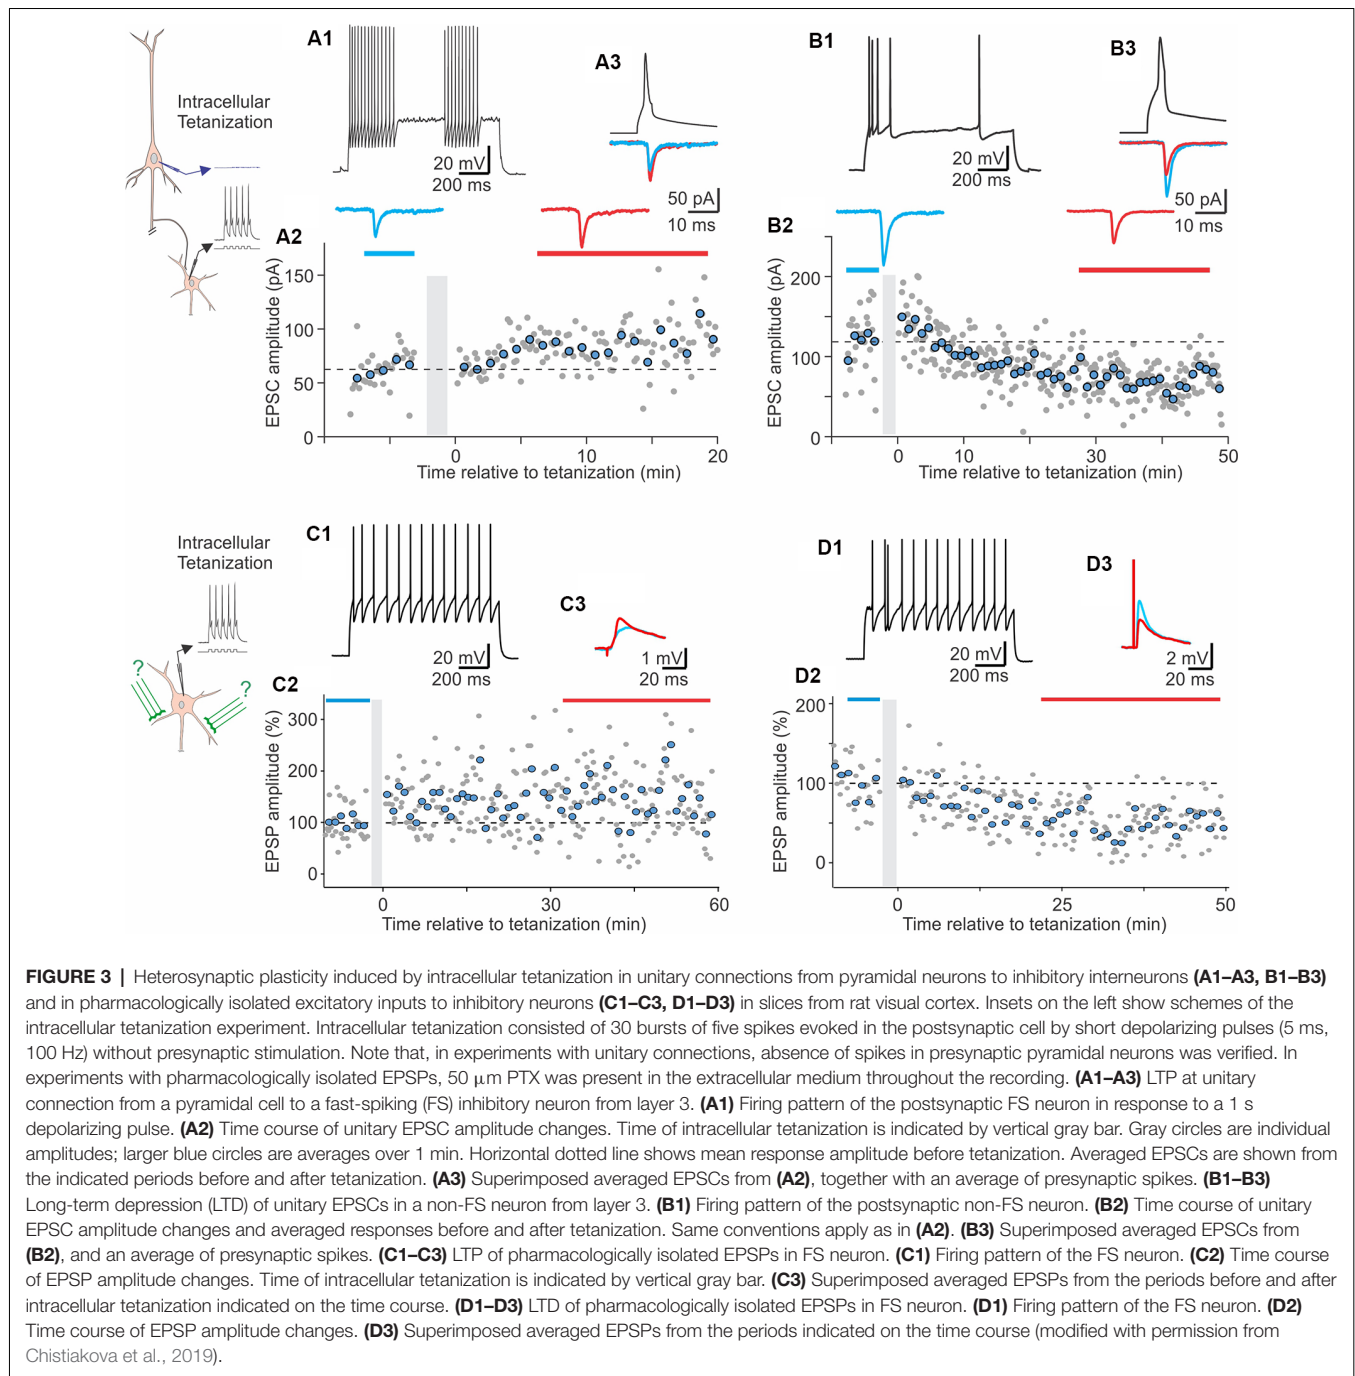 Intracellular
Tetanization
A1
20 mV
200 ms
A3
50 pA
10 ms
A2
EPSC amplitude (pA)
150
100
50
0
0
10
20
Time relative to tetanization (min)
B1
20 mV
200 ms
B3
50 pA
10 ms
B2
EPSC amplitude (pA)
200
100
0
0
10
30
50
Time relative to tetanization (min)
Intracellular
Tetanization
?
?
C1
20 mV
200 ms
C3
1 mV
20 ms
C2
EPSP amplitude (%)
300
200
100
0
0
30
60
Time relative to tetanization (min)
D1
20 mV
200 ms
D3
2 mV
20 ms
D2
EPSP amplitude (%)
200
100
0
0
25
50
Time relative to tetanization (min)
FIGURE 3 | Heterosynaptic plasticity induced by intracellular tetanization in unitary connections from pyramidal neurons to inhibitory interneurons (A1–A3, B1–B3)
and in pharmacologically isolated excitatory inputs to inhibitory neurons (C1–C3, D1–D3) in slices from rat visual cortex. Insets on the left show schemes of the
intracellular tetanization experiment. Intracellular tetanization consisted of 30 bursts of five spikes evoked in the postsynaptic cell by short depolarizing pulses (5 ms,
100 Hz) without presynaptic stimulation. Note that, in experiments with unitary connections, absence of spikes in presynaptic pyramidal neurons was verified. In
experiments with pharmacologically isolated EPSPs, 50 μm PTX was present in the extracellular medium throughout the recording. (A1–A3) LTP at unitary
connection from a pyramidal cell to a fast-spiking (FS) inhibitory neuron from layer 3. (A1) Firing pattern of the postsynaptic FS neuron in response to a 1 s
depolarizing pulse. (A2) Time course of unitary EPSC amplitude changes. Time of intracellular tetanization is indicated by vertical gray bar. Gray circles are individual
amplitudes; larger blue circles are averages over 1 min. Horizontal dotted line shows mean response amplitude before tetanization. Averaged EPSCs are shown from
the indicated periods before and after tetanization. (A3) Superimposed averaged EPSCs from (A2), together with an average of presynaptic spikes. (B1–B3)
Long-term depression (LTD) of unitary EPSCs in a non-FS neuron from layer 3. (B1) Firing pattern of the postsynaptic non-FS neuron. (B2) Time course of unitary
EPSC amplitude changes and averaged responses before and after tetanization. Same conventions apply as in (A2). (B3) Superimposed averaged EPSCs from
(B2), and an average of presynaptic spikes. (C1–C3) LTP of pharmacologically isolated EPSPs in FS neuron. (C1) Firing pattern of the FS neuron. (C2) Time course
of EPSP amplitude changes. Time of intracellular tetanization is indicated by vertical gray bar. (C3) Superimposed averaged EPSPs from the periods before and after
intracellular tetanization indicated on the time course. (D1–D3) LTD of pharmacologically isolated EPSPs in FS neuron. (D1) Firing pattern of the FS neuron. (D2)
Time course of EPSP amplitude changes. (D3) Superimposed averaged EPSPs from the periods indicated on the time course (modified with permission from
Chistiakova et al., 2019).